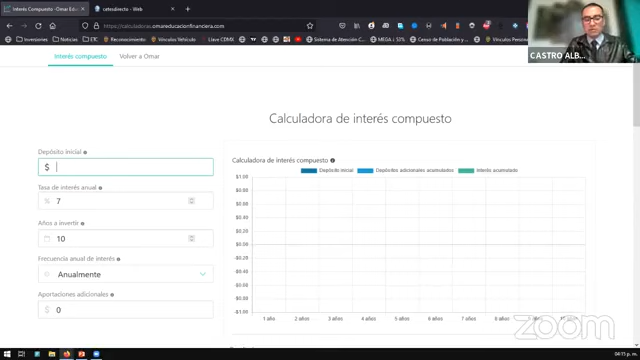 Interés Compuesto - Omar Ed
cetesdirecto - Web
https://calculadoras.omareducacionfinanciera.com
Inversiones
Noticias
ETC
Reconocimiento
Vínculos Vehículo
Llave CDMX
Sistema de Atención C
MEGA ↓ 53%
Censo de Población y
Vínculos Personal
CASTRO ALB
Interés compuesto
Volver a Omar
Calculadora de interés compuesto
Depósito inicial
$
Tasa de interés anual
% 7
Años a invertir
10
Frecuencia anual de interés
Anualmente
Aportaciones adicionales
$ 0
Calculadora de interés compuesto
Depósito inicial
Depósitos adicionales acumulados
Interés acumulado
$1.00
$0.80
$0.60
$0.40
$0.20
$0.00
-$0.20
-$0.40
-$0.60
-$0.80
-$1.00
1 año
2 años
3 años
4 años
5 años
6 años
7 años
8 años
zoom
04:15 p. m.